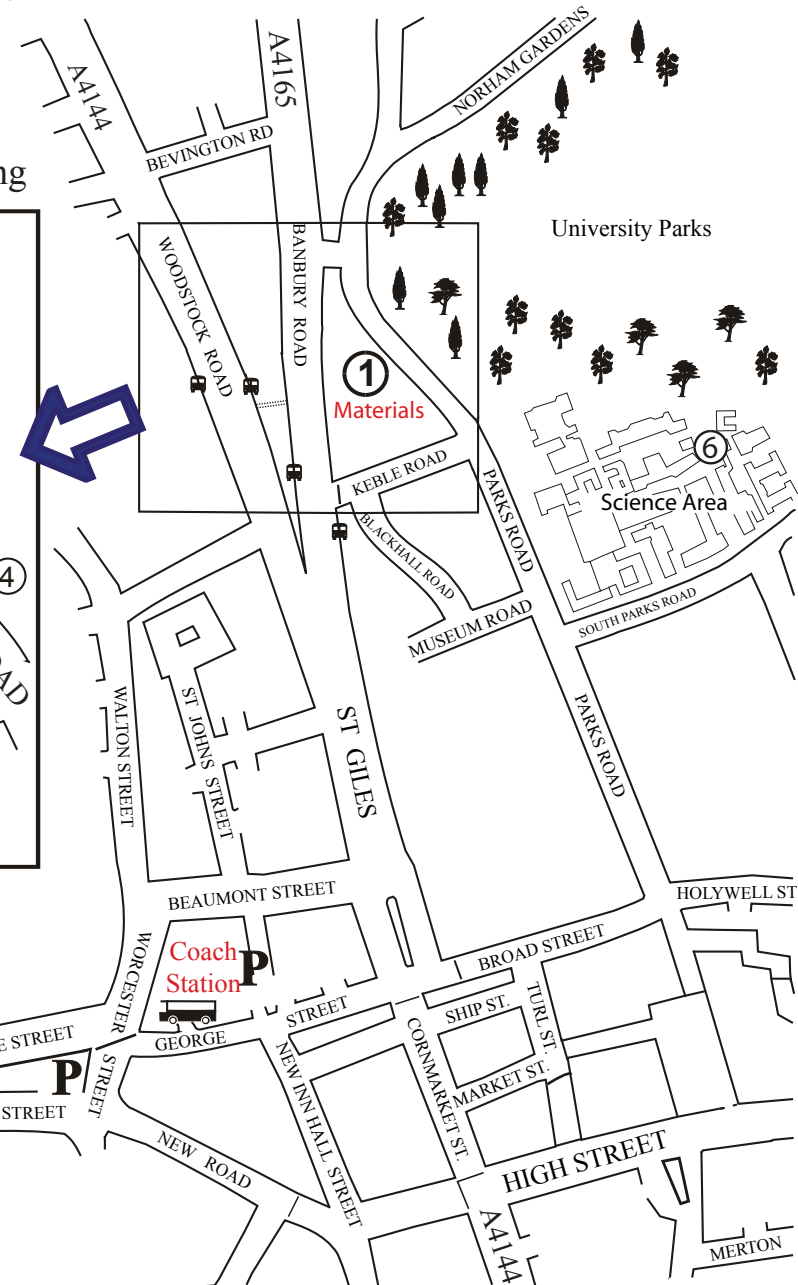 A4144
A4165
NORHAM GARDENS
BEVINGTON RD
University Parks
WOODSTOCK ROAD
BANBURY ROAD
1
Materials
6
Science Area
KEBLE ROAD
PARKS ROAD
BLACKHALL ROAD
MUSEUM ROAD
SOUTH PARKS ROAD
4
WALTON STREET
ST JOHNS STREET
ST GILES
PARKS ROAD
BEAUMONT STREET
HOLYWELL ST
BROAD STREET
WORCESTER STREET
Coach
Station
P
GEORGE STREET
SHIP ST.
TURL ST.
CORNMARKET ST.
MARKET ST.
NEW INN HALL STREET
E STREET
P
STREET
NEW ROAD
HIGH STREET
A4144
MERTON